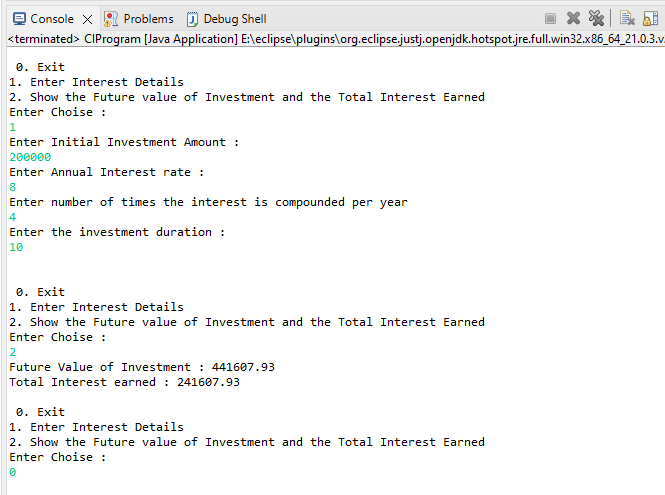 Console Problems Debug Shell
<terminated> CIProgram [Java Application] E:\eclipse\plugins\org.eclipse.justj.openjdk.hotspot.jre.full.win32.x86_64_21.0.3.v
0. Exit
1. Enter Interest Details
2. Show the Future value of Investment and the Total Interest Earned
Enter Choise :
1
Enter Initial Investment Amount :
200000
Enter Annual Interest rate :
8
Enter number of times the interest is compounded per year
4
Enter the investment duration :
10
0. Exit
1. Enter Interest Details
2. Show the Future value of Investment and the Total Interest Earned
Enter Choise :
2
Future Value of Investment : 441607.93
Total Interest earned : 241607.93
0. Exit
1. Enter Interest Details
2. Show the Future value of Investment and the Total Interest Earned
Enter Choise :
0